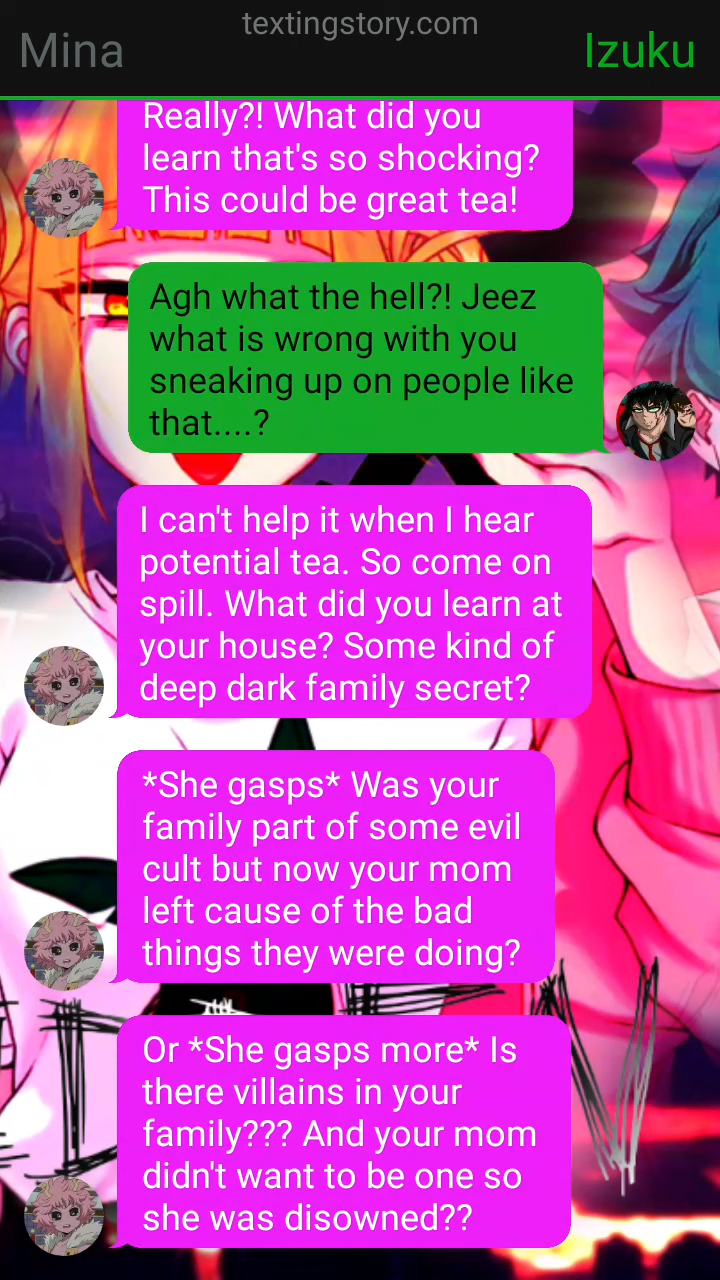 textingstory.com
Mina
Izuku
Really?! What did you
learn that's so shocking?
This could be great tea!
Agh what the hell?! Jeez
what is wrong with you
sneaking up on people like
that....?
I can't help it when I hear
potential tea. So come on
spill. What did you learn at
your house? Some kind of
deep dark family secret?
*She gasps* Was your
family part of some evil
cult but now your mom
left cause of the bad
things they were doing?
Or *She gasps more* Is
there villains in your
family??? And your mom
didn't want to be one so
she was disowned??